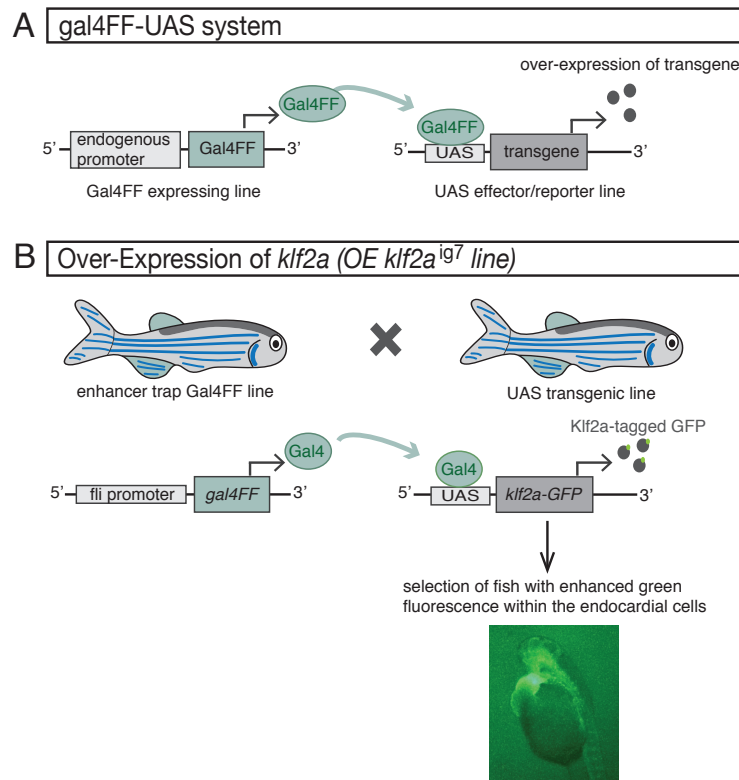 A gal4FF-UAS system
over-expression of transgene
Gal4FF
Gal4FF
5’ endogenous promoter Gal4FF 3’
5’ UAS transgene 3’
Gal4FF expressing line
UAS effector/reporter line
B Over-Expression of klf2a (OE klf2a ig7 line)
enhancer trap Gal4FF line
UAS transgenic line
Klf2a-tagged GFP
Gal4
Gal4
5’ fli promoter gal4FF 3’
5’ UAS klf2a-GFP 3’
selection of fish with enhanced green
fluorescence within the endocardial cells